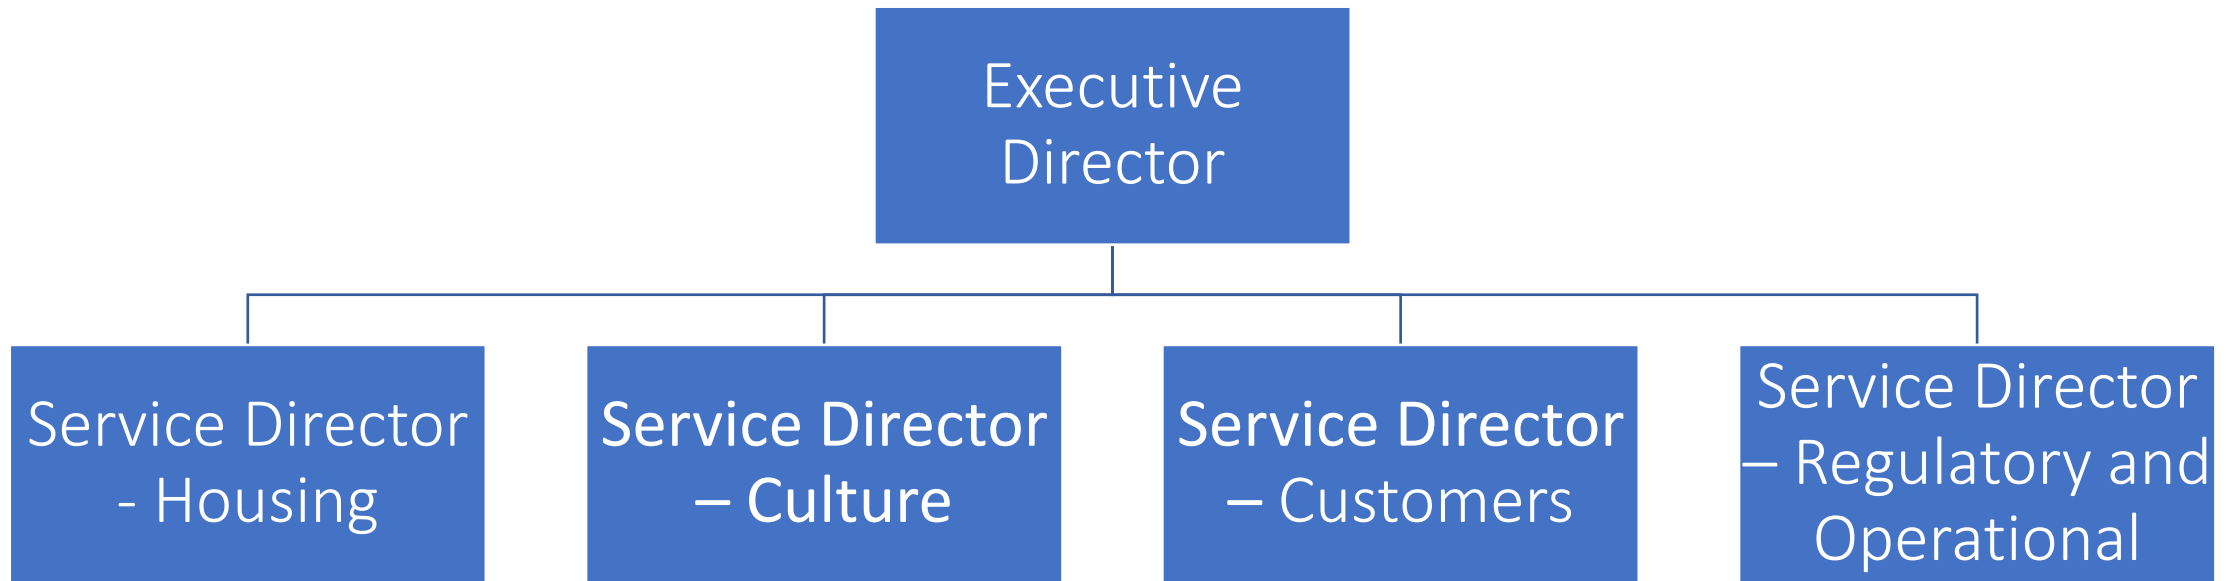 Executive
Director
Service Director
- Housing
Service Director
– Culture
Service Director
– Customers
Service Director
– Regulatory and
Operational